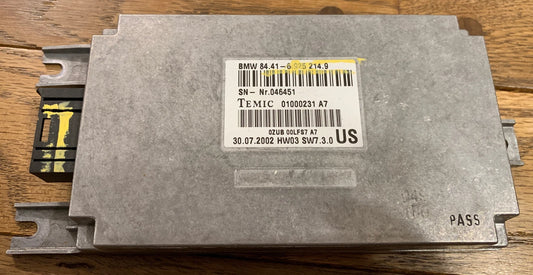 BMW 84.41-6 926 214.9
SN- Nr.046451
TEMIC 01000231 A7
0ZUB 00LFS7 A7
30.07.2002 HW03 SW7.3.0 US
PASS